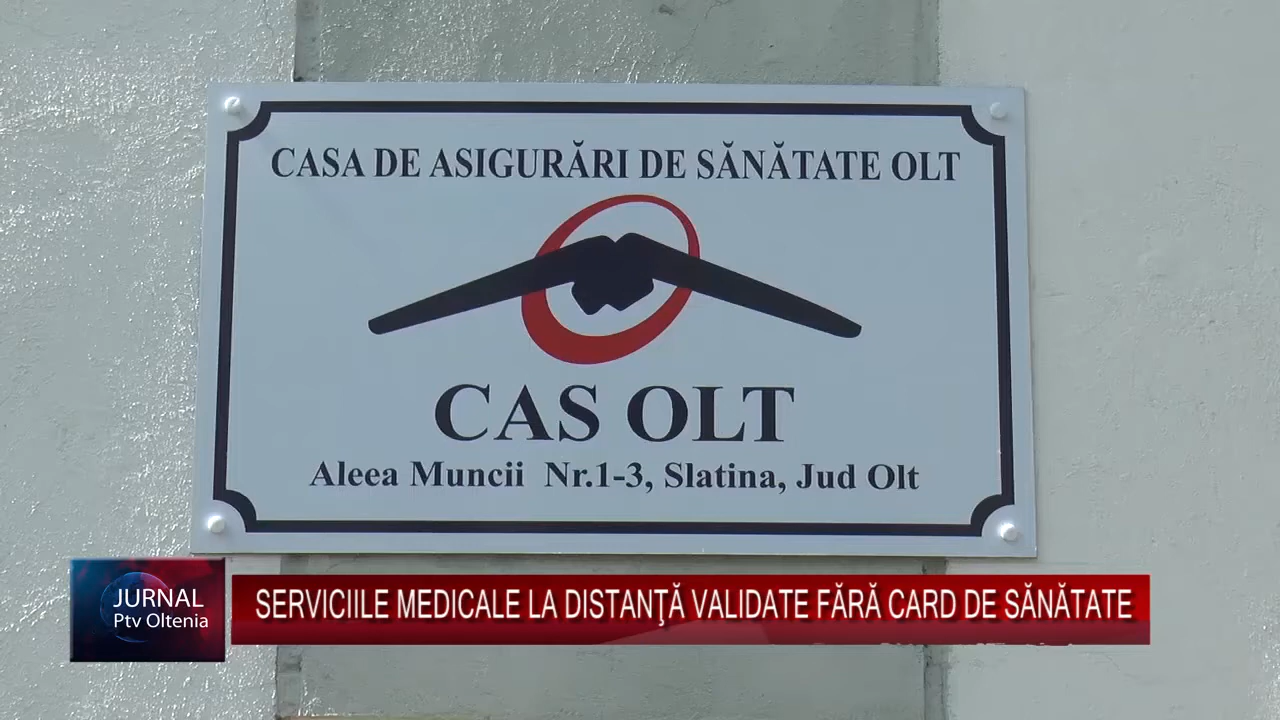 CASA DE ASIGURĂRI DE SĂNĂTATE OLT
CAS OLT
Aleea Muncii Nr.1-3, Slatina, Jud Olt
JURNAL
Ptv Oltenia
SERVICIILE MEDICALE LA DISTANŢĂ VALIDATE FĂRĂ CARD DE SĂNĂTATE